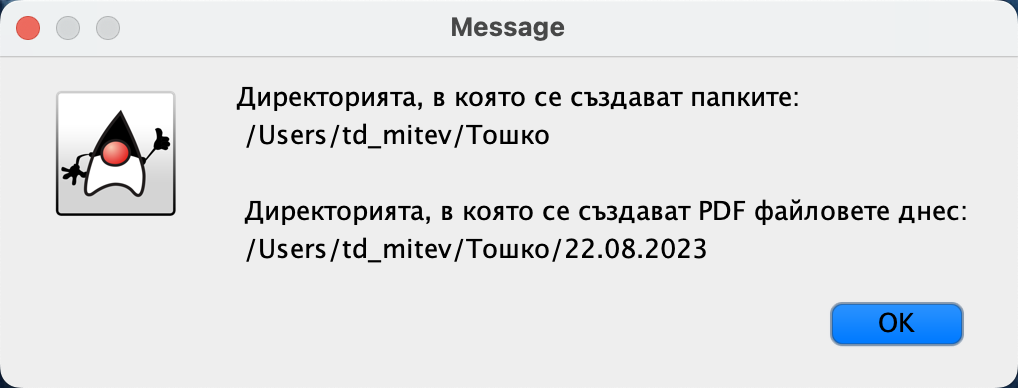 Message
Директорията, в която се създават папките:
/Users/td_mitev/Тошко
Директорията, в която се създават PDF файловете днес:
/Users/td_mitev/Тошко/22.08.2023
OK